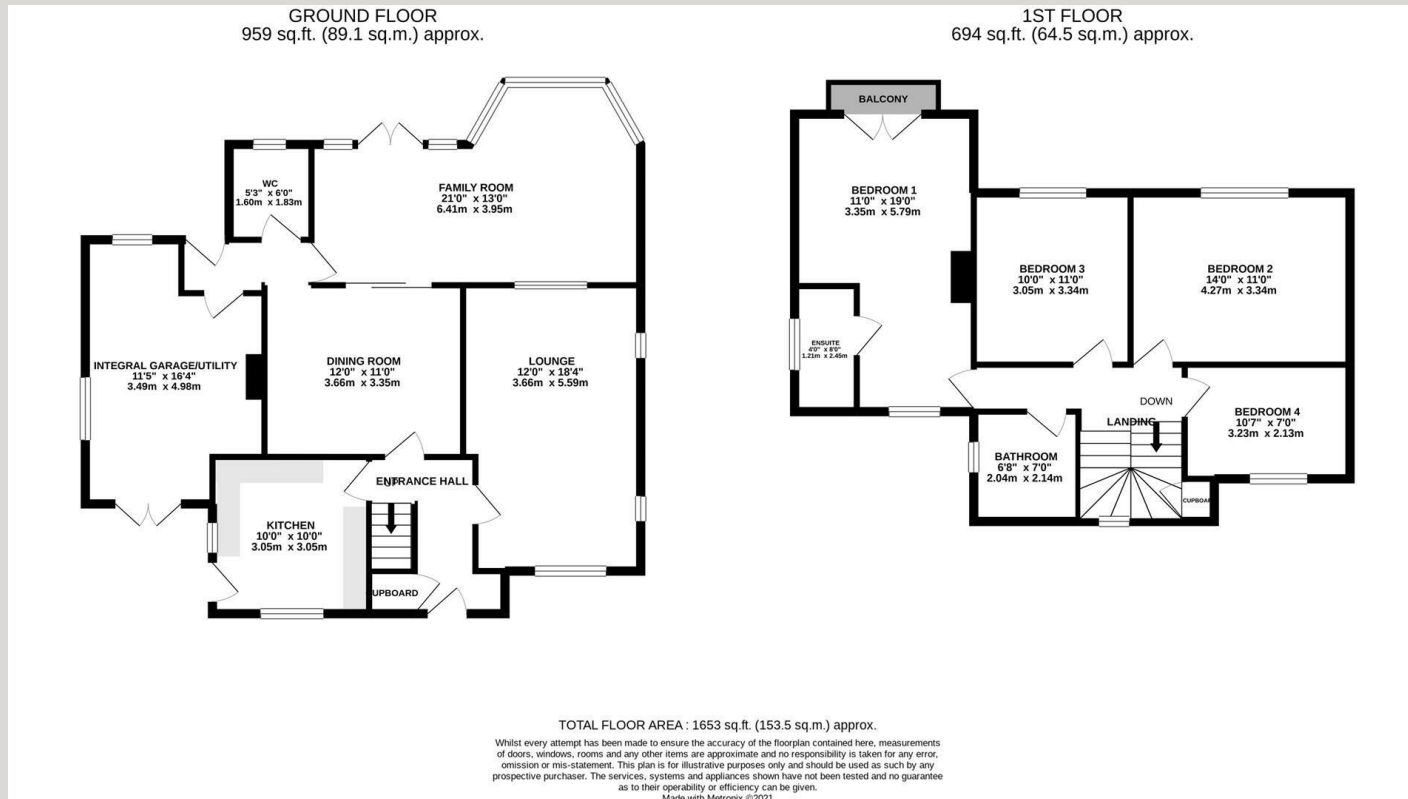 GROUND FLOOR
959 sq.ft. (89.1 sq.m.) approx.
1ST FLOOR
694 sq.ft. (64.5 sq.m.) approx.
WC
5'3" x 6'0"
1.60m x 1.83m
FAMILY ROOM
21'0" x 13'0"
6.41m x 3.95m
INTEGRAL GARAGE/UTILITY
11'5" x 16'4"
3.49m x 4.98m
DINING ROOM
12'0" x 11'0"
3.66m x 3.35m
LOUNGE
12'0" x 18'4"
3.66m x 5.59m
ENTRANCE HALL
UP
KITCHEN
10'0" x 10'0"
3.05m x 3.05m
UPBOARD
BALCONY
BEDROOM 1
11'0" x 19'0"
3.35m x 5.79m
BEDROOM 3
10'0" x 11'0"
3.05m x 3.34m
BEDROOM 2
14'0" x 11'0"
4.27m x 3.34m
ENSUITE
4'0" x 8'0"
1.21m x 2.45m
DOWN
LANDING
BEDROOM 4
10'7" x 7'0"
3.23m x 2.13m
BATHROOM
6'8" x 7'0"
2.04m x 2.14m
CUPBOAR
TOTAL FLOOR AREA : 1653 sq.ft. (153.5 sq.m.) approx.
Whilst every attempt has been made to ensure the accuracy of the floorplan contained here, measurements
of doors, windows, rooms and any other items are approximate and no responsibility is taken for any error,
omission or mis-statement. This plan is for illustrative purposes only and should be used as such by any
prospective purchaser. The services, systems and appliances shown have not been tested and no guarantee
as to their operability or efficiency can be given.
Made with Metropix ©2021